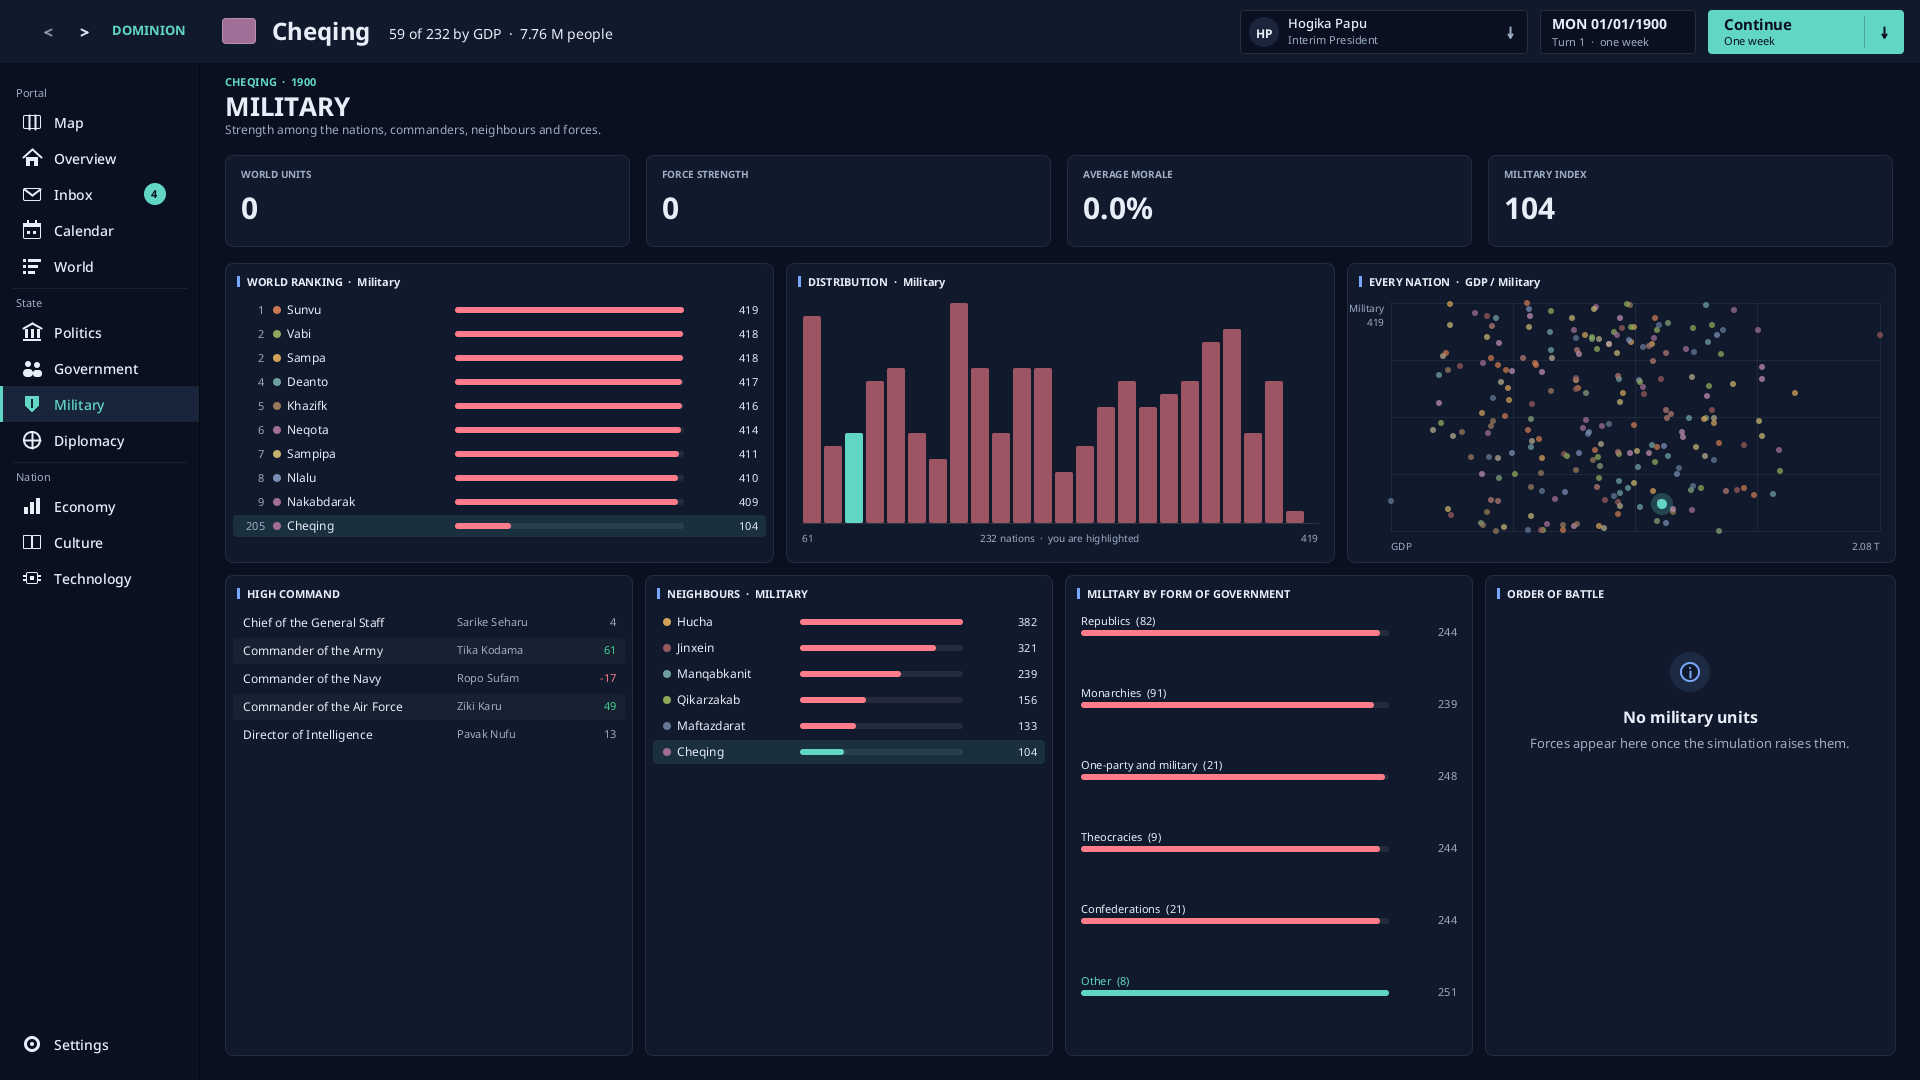 < > DOMINION
Cheqing 59 of 232 by GDP · 7.76 M people
HP Hogika Papu
Interim President
MON 01/01/1900
Turn 1 · one week
Continue
One week
Portal
Map
Overview
Inbox 4
Calendar
World
State
Politics
Government
Military
Diplomacy
Nation
Economy
Culture
Technology
Settings
CHEQING · 1900
MILITARY
Strength among the nations, commanders, neighbours and forces.
WORLD UNITS
0
FORCE STRENGTH
0
AVERAGE MORALE
0.0%
MILITARY INDEX
104
WORLD RANKING · Military
1 Sunvu 419
2 Vabi 418
2 Sampa 418
4 Deanto 417
5 Khazifk 416
6 Neqota 414
7 Sampipa 411
8 Nlalu 410
9 Nakabdarak 409
205 Cheqing 104
DISTRIBUTION · Military
61 232 nations · you are highlighted 419
EVERY NATION · GDP / Military
Military
419
GDP 2.08 T
HIGH COMMAND
Chief of the General Staff Sarike Seharu 4
Commander of the Army Tika Kodama 61
Commander of the Navy Ropo Sufam -17
Commander of the Air Force Ziki Karu 49
Director of Intelligence Pavak Nufu 13
NEIGHBOURS · MILITARY
Hucha 382
Jinxein 321
Manqabkanit 239
Qikarzakab 156
Maftazdarat 133
Cheqing 104
MILITARY BY FORM OF GOVERNMENT
Republics (82)
244
Monarchies (91)
239
One-party and military (21)
248
Theocracies (9)
244
Confederations (21)
244
Other (8)
251
ORDER OF BATTLE
No military units
Forces appear here once the simulation raises them.